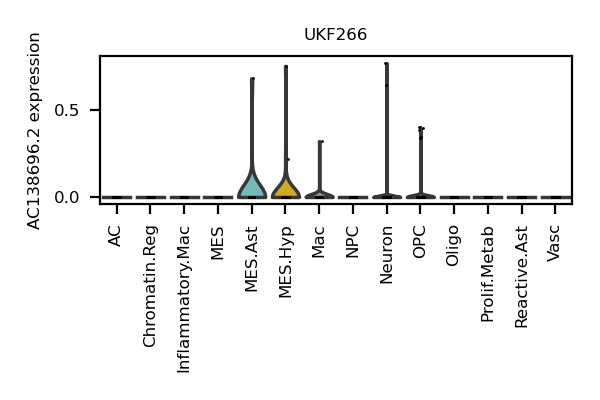 UKF266
AC138696.2 expression
0.5
0.0
AC
Chromatin.Reg
Inflammatory.Mac
MES
MES.Ast
MES.Hyp
Mac
NPC
Neuron
OPC
Oligo
Prolif.Metab
Reactive.Ast
Vasc